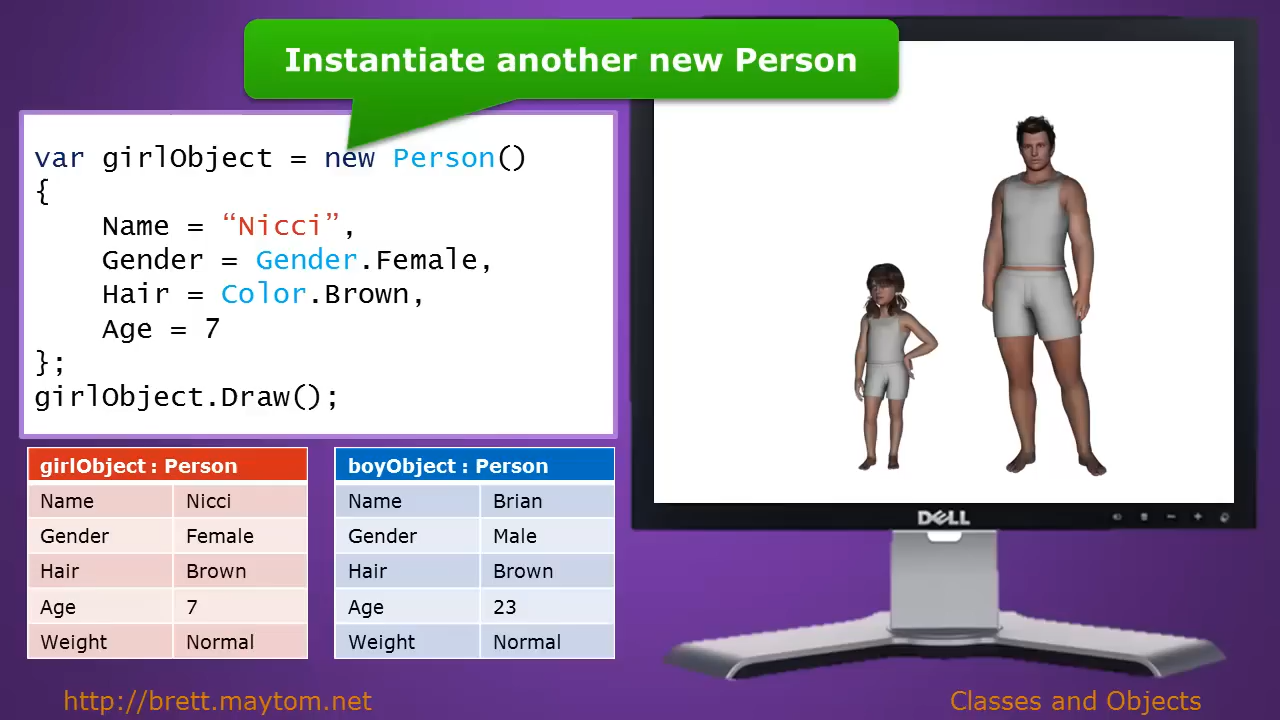 Instantiate another new Person
var girlObject = new Person()
{
Name = “Nicci”,
Gender = Gender.Female,
Hair = Color.Brown,
Age = 7
};
girlObject.Draw();
girlObject : Person
Name Nicci
Gender Female
Hair Brown
Age 7
Weight Normal
boyObject : Person
Name Brian
Gender Male
Hair Brown
Age 23
Weight Normal
DELL
http://brett.maytom.net
Classes and Objects